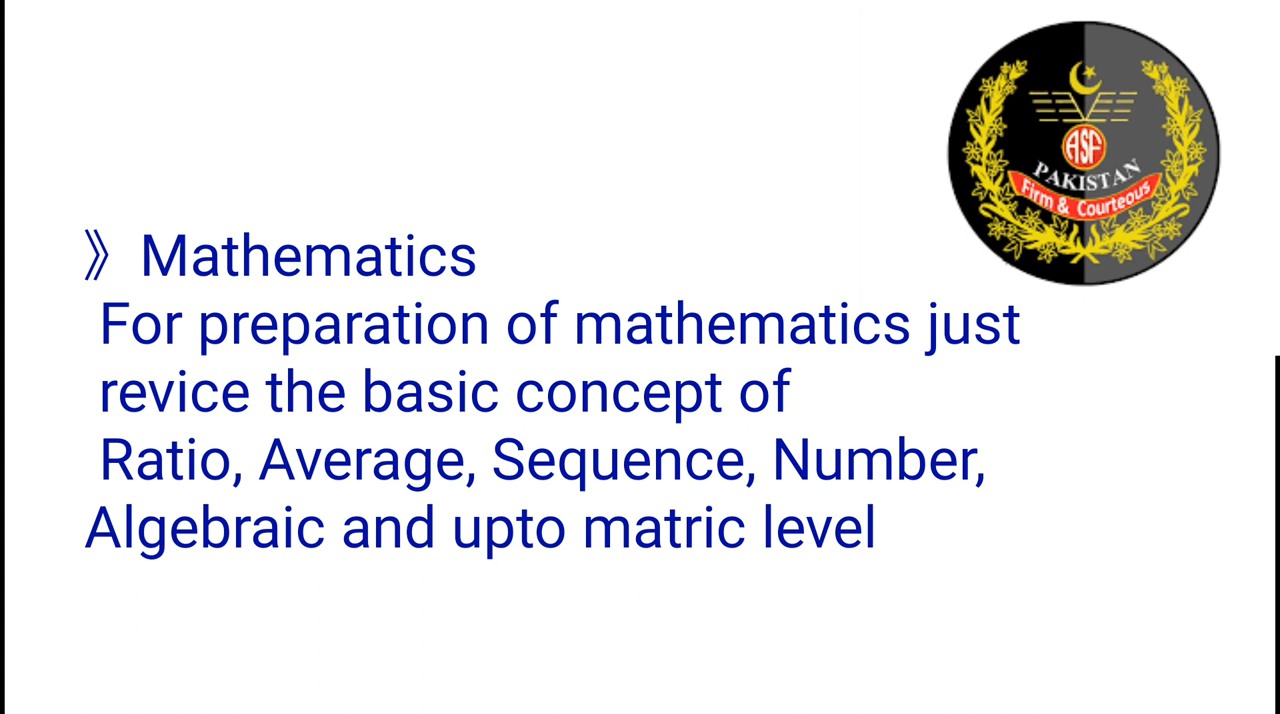 ASF
PAKISTAN
Firm & Courteous
》Mathematics
For preparation of mathematics just
revice the basic concept of
Ratio, Average, Sequence, Number,
Algebraic and upto matric level